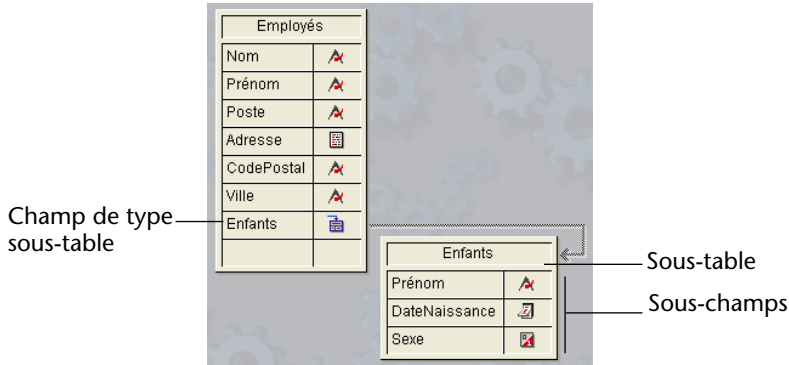 Employés
Nom
Prénom
Poste
Adresse
CodePostal
Ville
Enfants
Champ de type
sous-table
Enfants
Prénom
DateNaissance
Sexe
Sous-table
Sous-champs